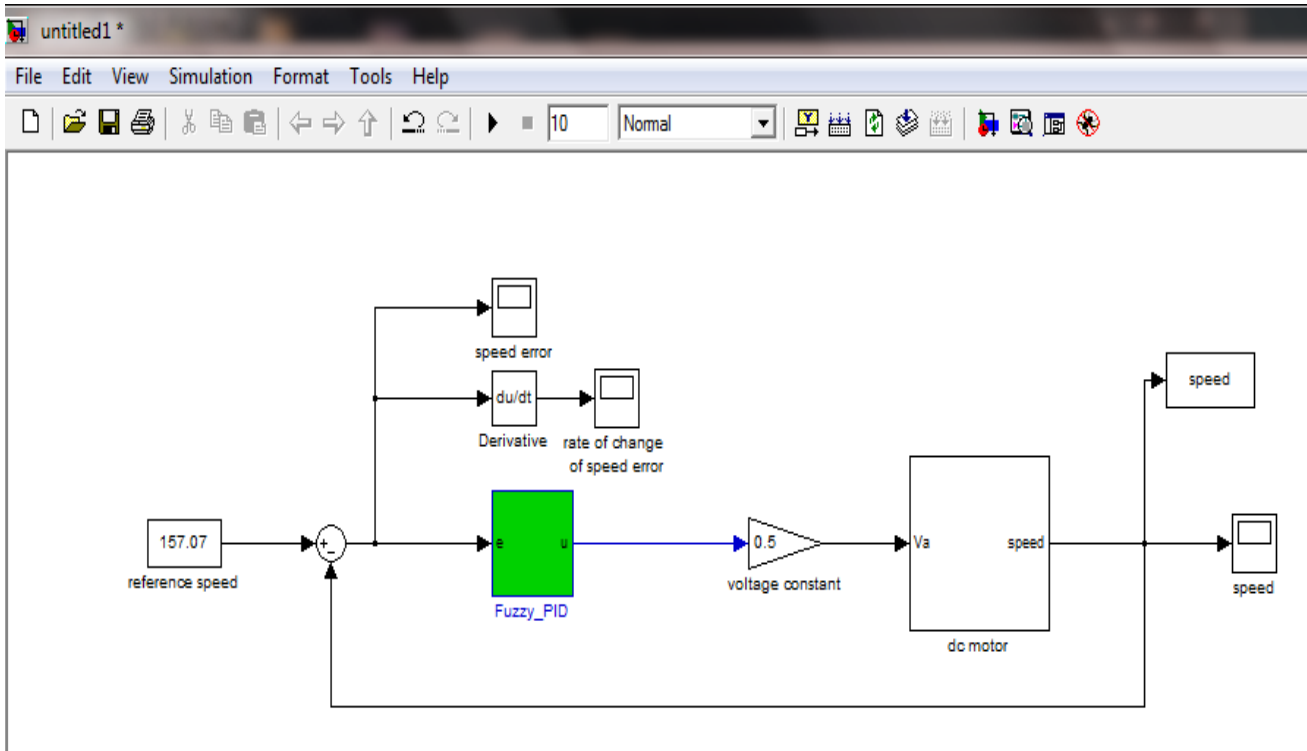 untitled1 *
File Edit View Simulation Format Tools Help
10 Normal
speed error
du/dt
Derivative
rate of change
of speed error
speed
157.07
reference speed
+
-
e u
Fuzzy_PID
0.5
voltage constant
Va speed
dc motor
speed